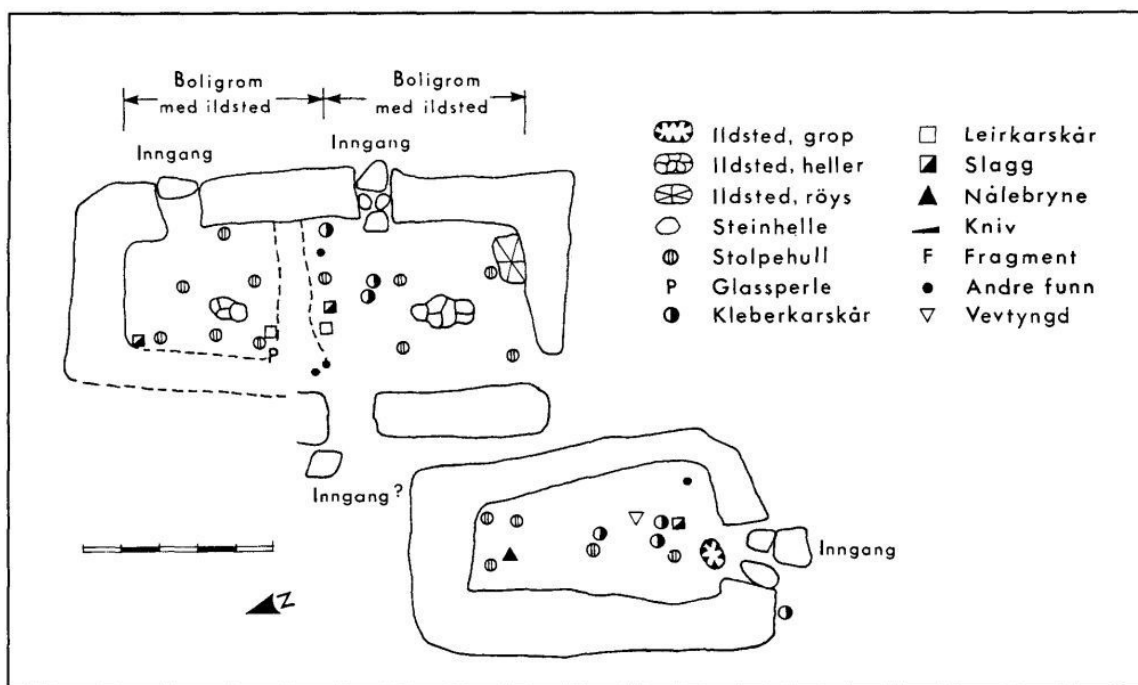 Boligrom
med ildsted
Boligrom
med ildsted
Inngang
Inngang
Ildsted, grop
Ildsted, heller
Ildsted, röys
Steinhelle
Stolpehull
P Glassperle
Kleberkarskår
Leirkarskår
Slagg
Nålebryne
Kniv
F Fragment
Andre funn
Vevtyngd
P
Inngang?
Inngang
N